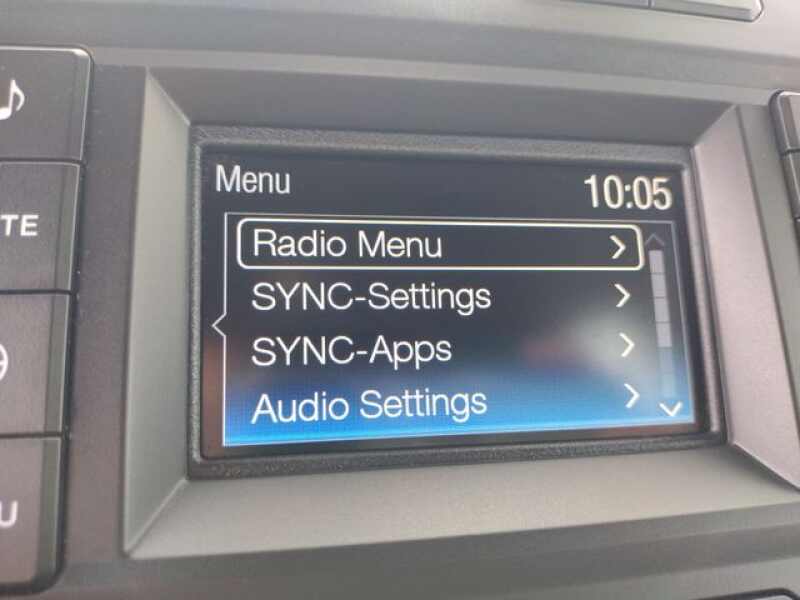 Menu
10:05
Radio Menu
SYNC-Settings
SYNC-Apps
Audio Settings